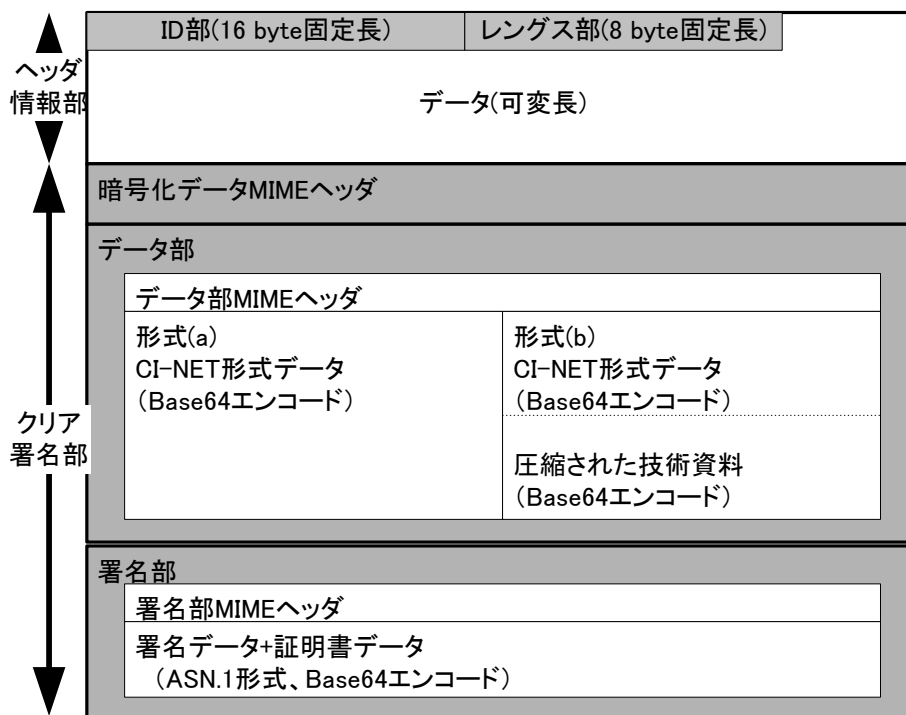 ID部(16 byte固定長)
レングス部(8 byte固定長)
ヘッダ
情報部
データ(可変長)
暗号化データMIMEヘッダ
データ部
データ部MIMEヘッダ
形式(a)
CI-NET形式データ
(Base64エンコード)
形式(b)
CI-NET形式データ
(Base64エンコード)
圧縮された技術資料
(Base64エンコード)
クリア
署名部
署名部
署名部MIMEヘッダ
署名データ+証明書データ
(ASN.1形式、Base64エンコード)